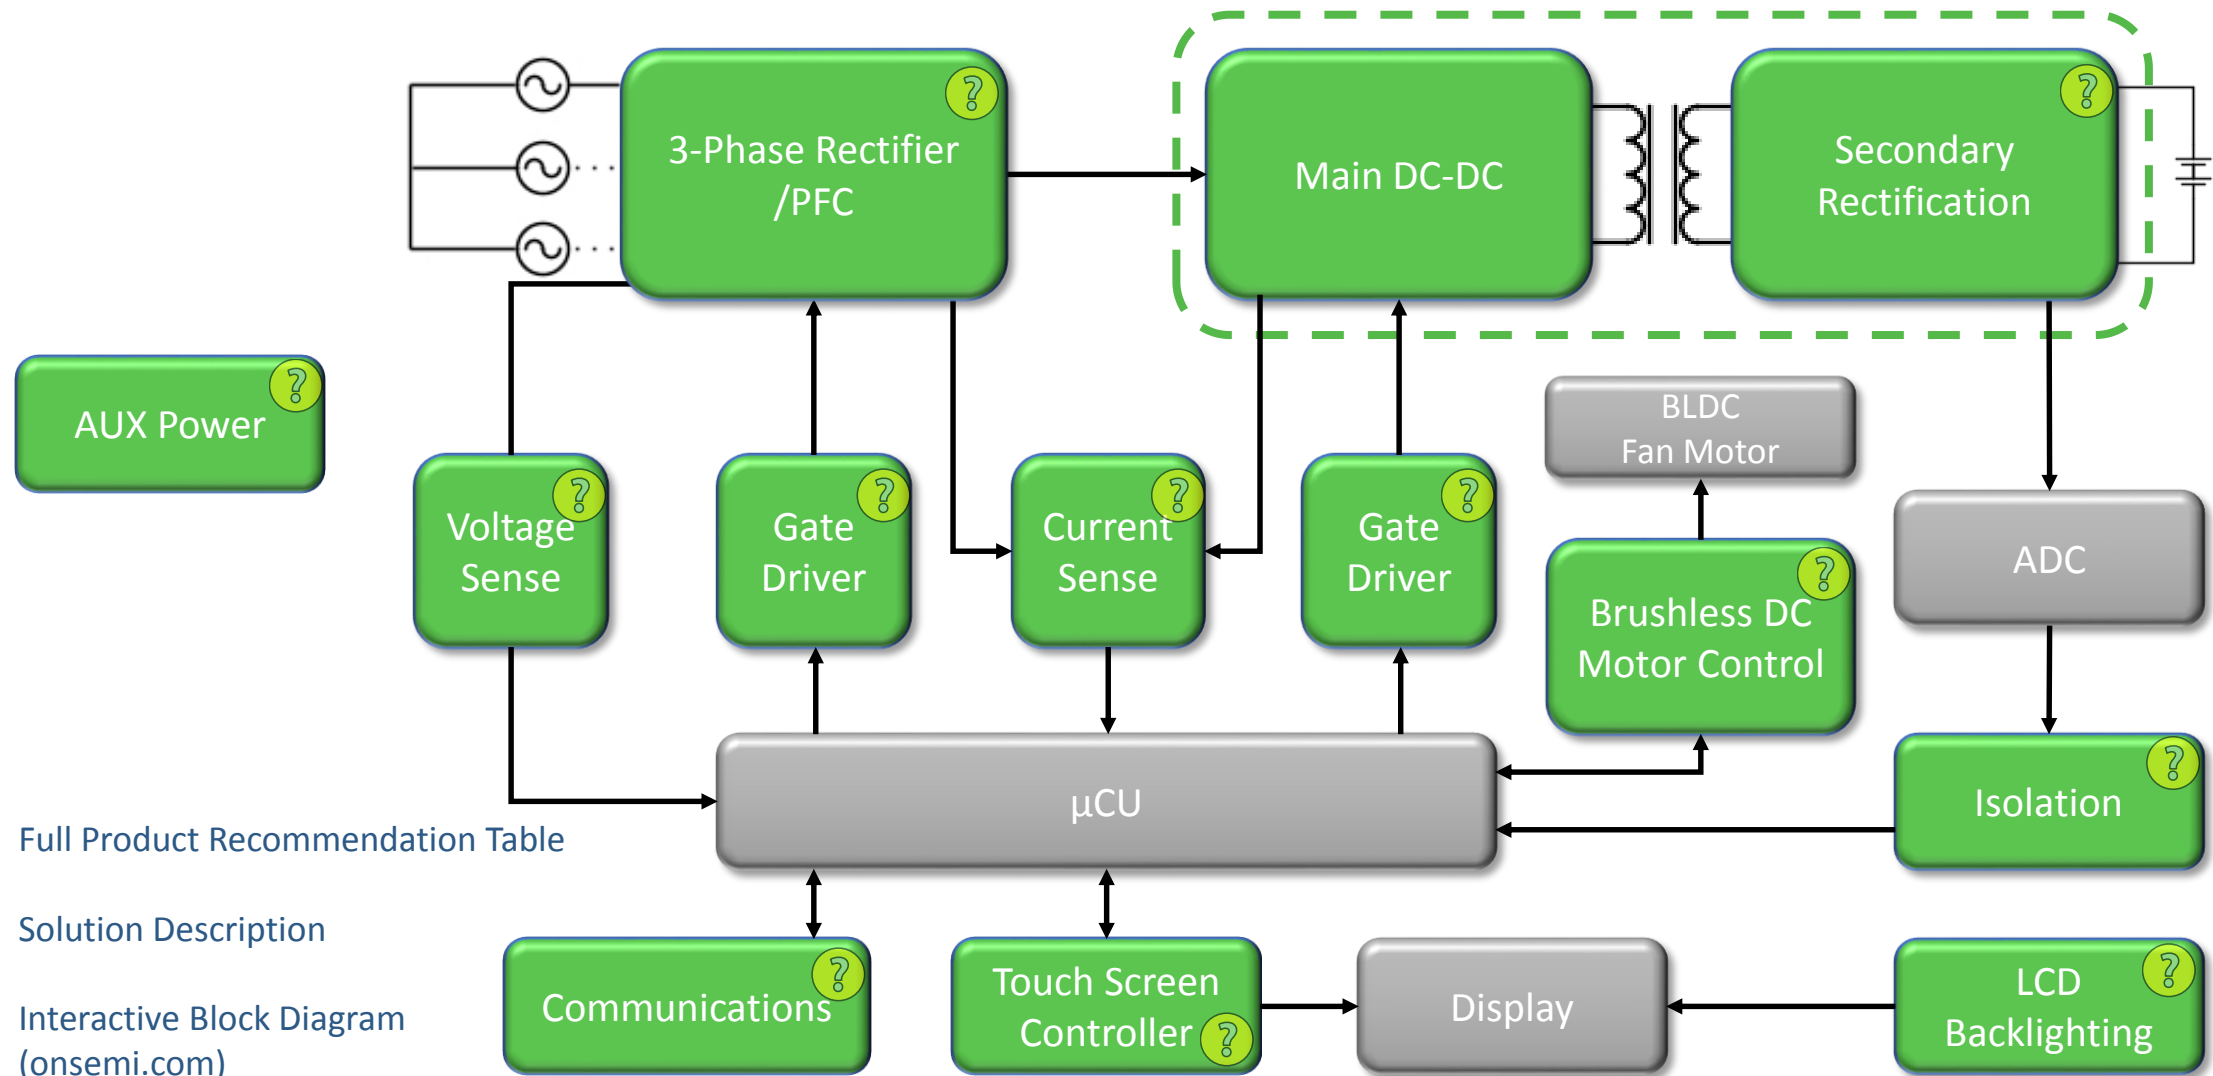 3-Phase Rectifier
/PFC
Main DC-DC
Secondary
Rectification
AUX Power
BLDC
Fan Motor
Voltage
Sense
Gate
Driver
Current
Sense
Gate
Driver
Brushless DC
Motor Control
ADC
µCU
Isolation
Full Product Recommendation Table
Solution Description
Interactive Block Diagram
(onsemi.com)
Communications
Touch Screen
Controller
Display
LCD
Backlighting